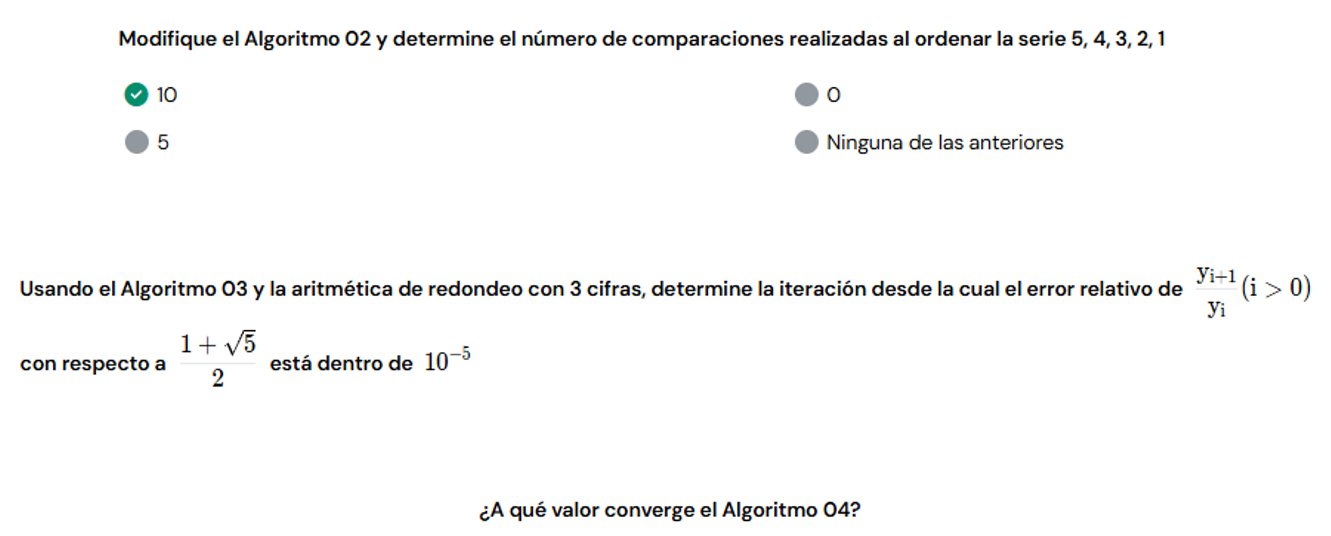 Modifique el Algoritmo 02 y determine el número de comparaciones realizadas al ordenar la serie 5, 4, 3, 2, 1
10
0
5
Ninguna de las anteriores
Usando el Algoritmo 03 y la aritmética de redondeo con 3 cifras, determine la iteración desde la cual el error relativo de $\frac{y_{i+1}}{y_i}(i > 0)$
con respecto a $\frac{1+\sqrt{5}}{2}$ está dentro de $10^{-5}$
¿A qué valor converge el Algoritmo 04?